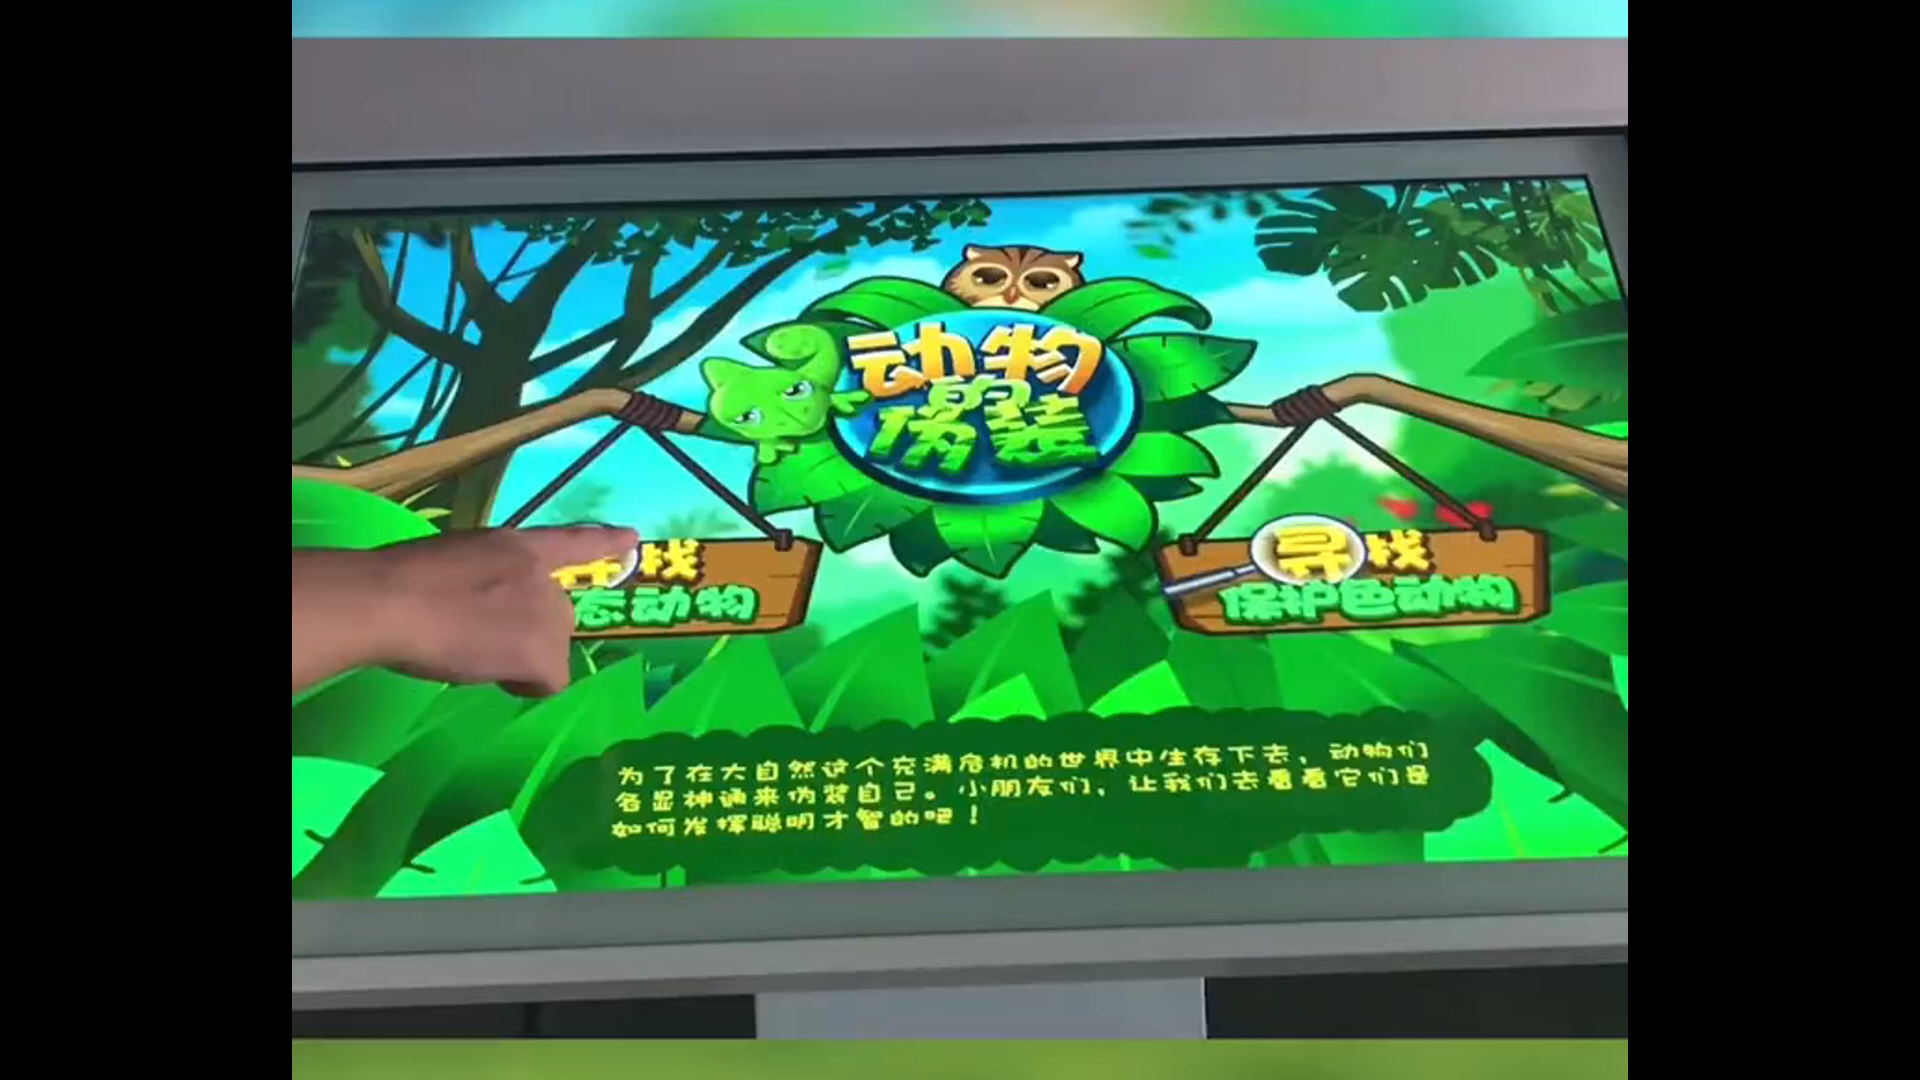 动物
的
伪装
寻找
态动物
寻找
保护色动物
为了在大自然这个充满危机的世界中生存下去，动物们
各显神通来伪装自己。小朋友们，让我们去看看它们是
如何发挥聪明才智的吧！